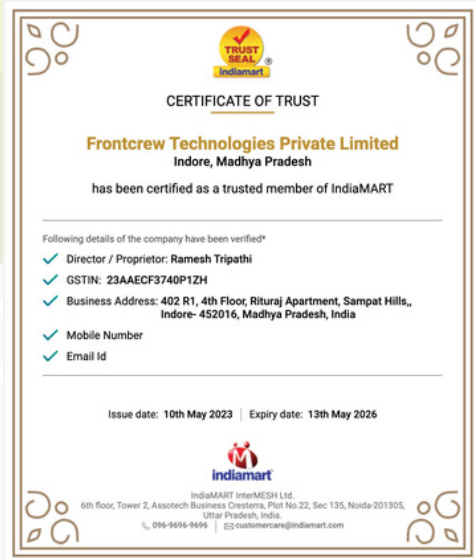 TRUST
SEAL
indiamart
®
CERTIFICATE OF TRUST
Frontcrew Technologies Private Limited
Indore, Madhya Pradesh
has been certified as a trusted member of IndiaMART
Following details of the company have been verified*
Director / Proprietor: Ramesh Tripathi
GSTIN: 23AAECF3740P1ZH
Business Address: 402 R1, 4th Floor, Rituraj Apartment, Sampat Hills,,
Indore- 452016, Madhya Pradesh, India
Mobile Number
Email Id
Issue date: 10th May 2023 | Expiry date: 13th May 2026
indiamart
IndiaMART InterMESH Ltd.
6th floor, Tower 2, Assotech Business Cresterra, Plot No.22, Sec 135, Noida-201305,
Uttar Pradesh, India.
096-9696-9696 | customercare@indiamart.com